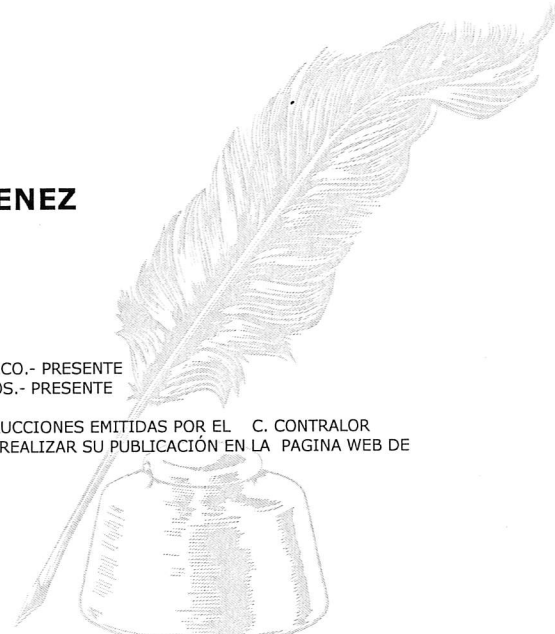 ENEZ
CO.- PRESENTE
OS.- PRESENTE
UCCIONES EMITIDAS POR EL C. CONTRALOR
REALIZAR SU PUBLICACIÓN EN LA PAGINA WEB DE